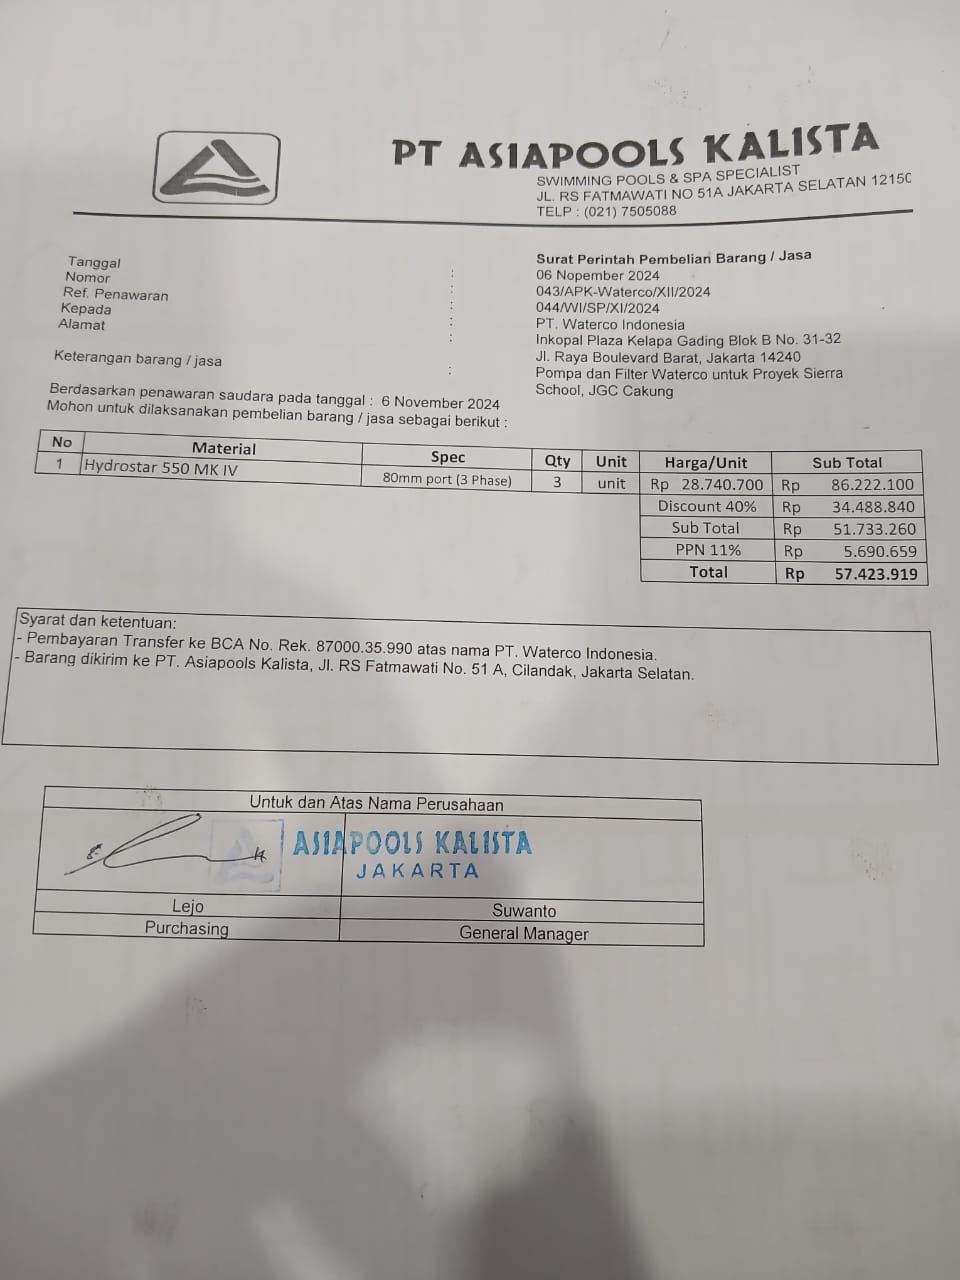 PT ASIAPOOLS KALISTA
SWIMMING POOLS & SPA SPECIALIST
JL. RS FATMAWATI NO 51A JAKARTA SELATAN 1215C
TELP : (021) 7505088
Surat Perintah Pembelian Barang / Jasa
Tanggal : 06 Nopember 2024
Nomor : 043/APK-Waterco/XII/2024
Ref. Penawaran : 044/WI/SP/XI/2024
Kepada : PT. Waterco Indonesia
Alamat : Inkopal Plaza Kelapa Gading Blok B No. 31-32
Jl. Raya Boulevard Barat, Jakarta 14240
Keterangan barang / jasa : Pompa dan Filter Waterco untuk Proyek Sierra
School, JGC Cakung
Berdasarkan penawaran saudara pada tanggal : 6 November 2024
Mohon untuk dilaksanakan pembelian barang / jasa sebagai berikut :
No Material Spec Qty Unit Harga/Unit Sub Total
1 Hydrostar 550 MK IV 80mm port (3 Phase) 3 unit Rp 28.740.700 Rp 86.222.100
Discount 40% Rp 34.488.840
Sub Total Rp 51.733.260
PPN 11% Rp 5.690.659
Total Rp 57.423.919
Syarat dan ketentuan:
- Pembayaran Transfer ke BCA No. Rek. 87000.35.990 atas nama PT. Waterco Indonesia.
- Barang dikirim ke PT. Asiapools Kalista, Jl. RS Fatmawati No. 51 A, Cilandak, Jakarta Selatan.
Untuk dan Atas Nama Perusahaan
ASIAPOOLS KALISTA
JAKARTA
Lejo Suwanto
Purchasing General Manager